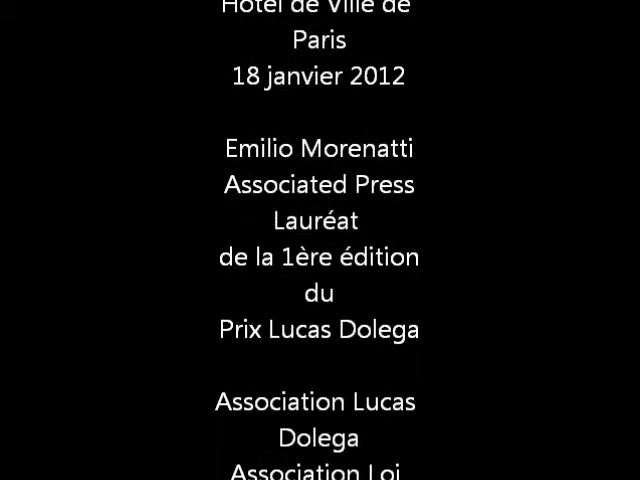 Hôtel de Ville de
Paris
18 janvier 2012
Emilio Morenatti
Associated Press
Lauréat
de la 1ère édition
du
Prix Lucas Dolega
Association Lucas
Dolega
Association Loi